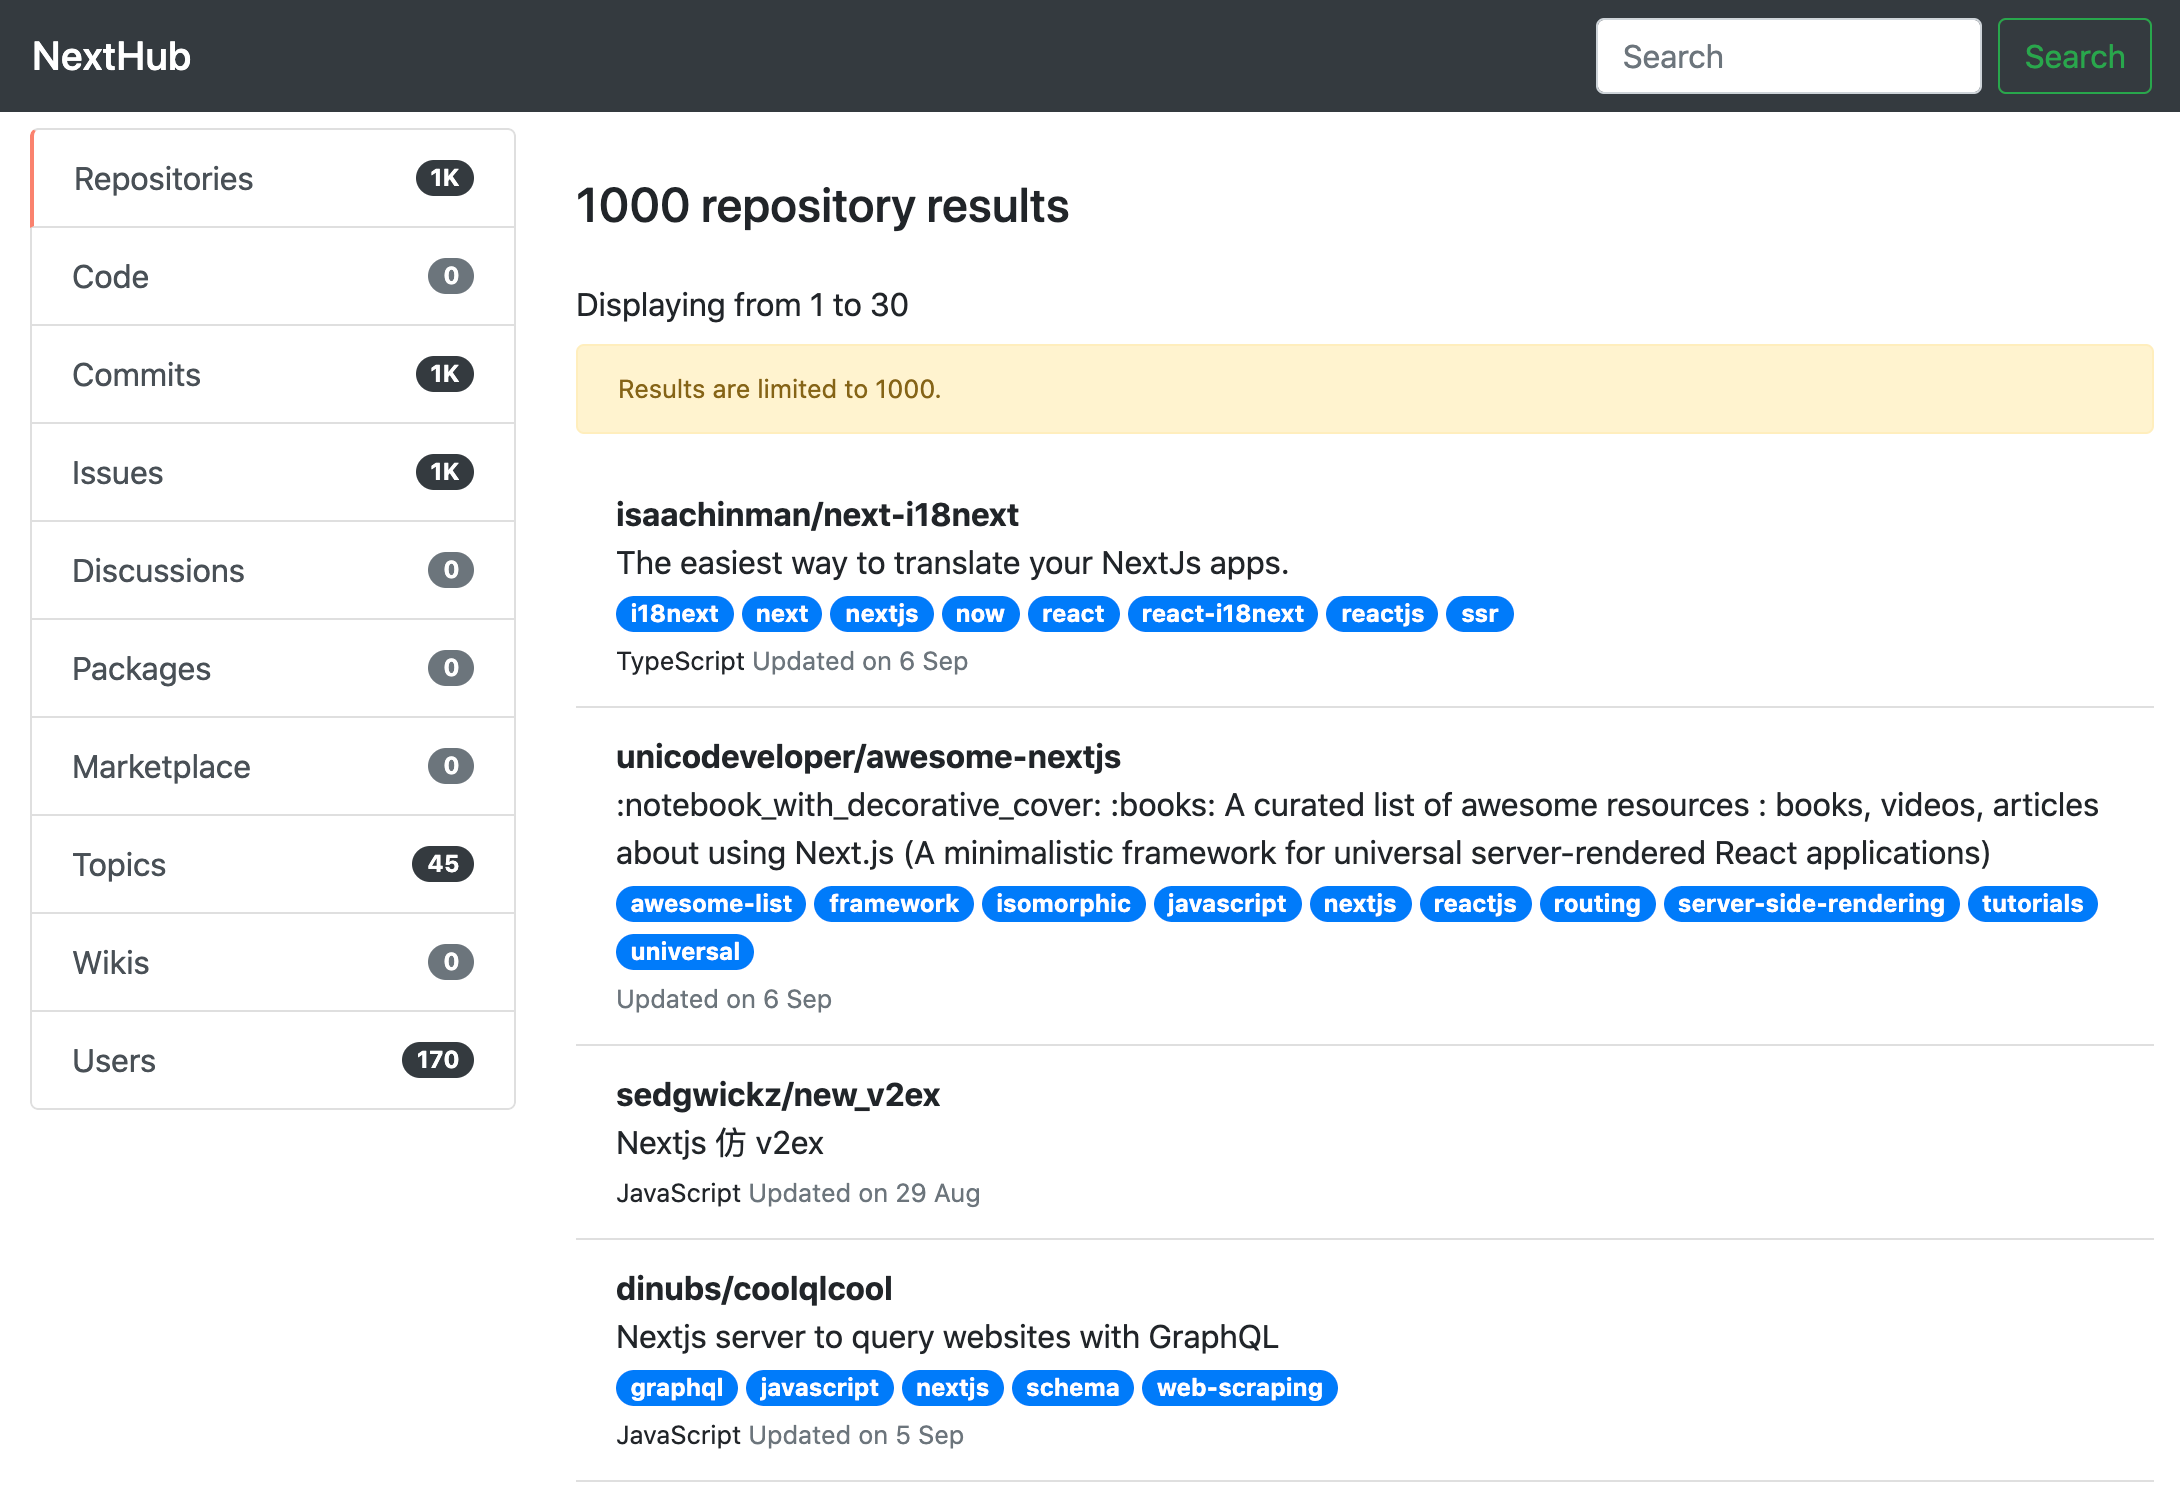 NextHub
Search
Search
Repositories 1K
Code 0
Commits 1K
Issues 1K
Discussions 0
Packages 0
Marketplace 0
Topics 45
Wikis 0
Users 170
1000 repository results
Displaying from 1 to 30
Results are limited to 1000.
isaachinman/next-i18next
The easiest way to translate your NextJs apps.
i18next next nextjs now react react-i18next reactjs ssr
TypeScript Updated on 6 Sep
unicodeveloper/awesome-nextjs
:notebook_with_decorative_cover: :books: A curated list of awesome resources : books, videos, articles
about using Next.js (A minimalistic framework for universal server-rendered React applications)
awesome-list framework isomorphic javascript nextjs reactjs routing server-side-rendering tutorials
universal
Updated on 6 Sep
sedgwickz/new_v2ex
Nextjs 仿 v2ex
JavaScript Updated on 29 Aug
dinubs/coolqlcool
Nextjs server to query websites with GraphQL
graphql javascript nextjs schema web-scraping
JavaScript Updated on 5 Sep